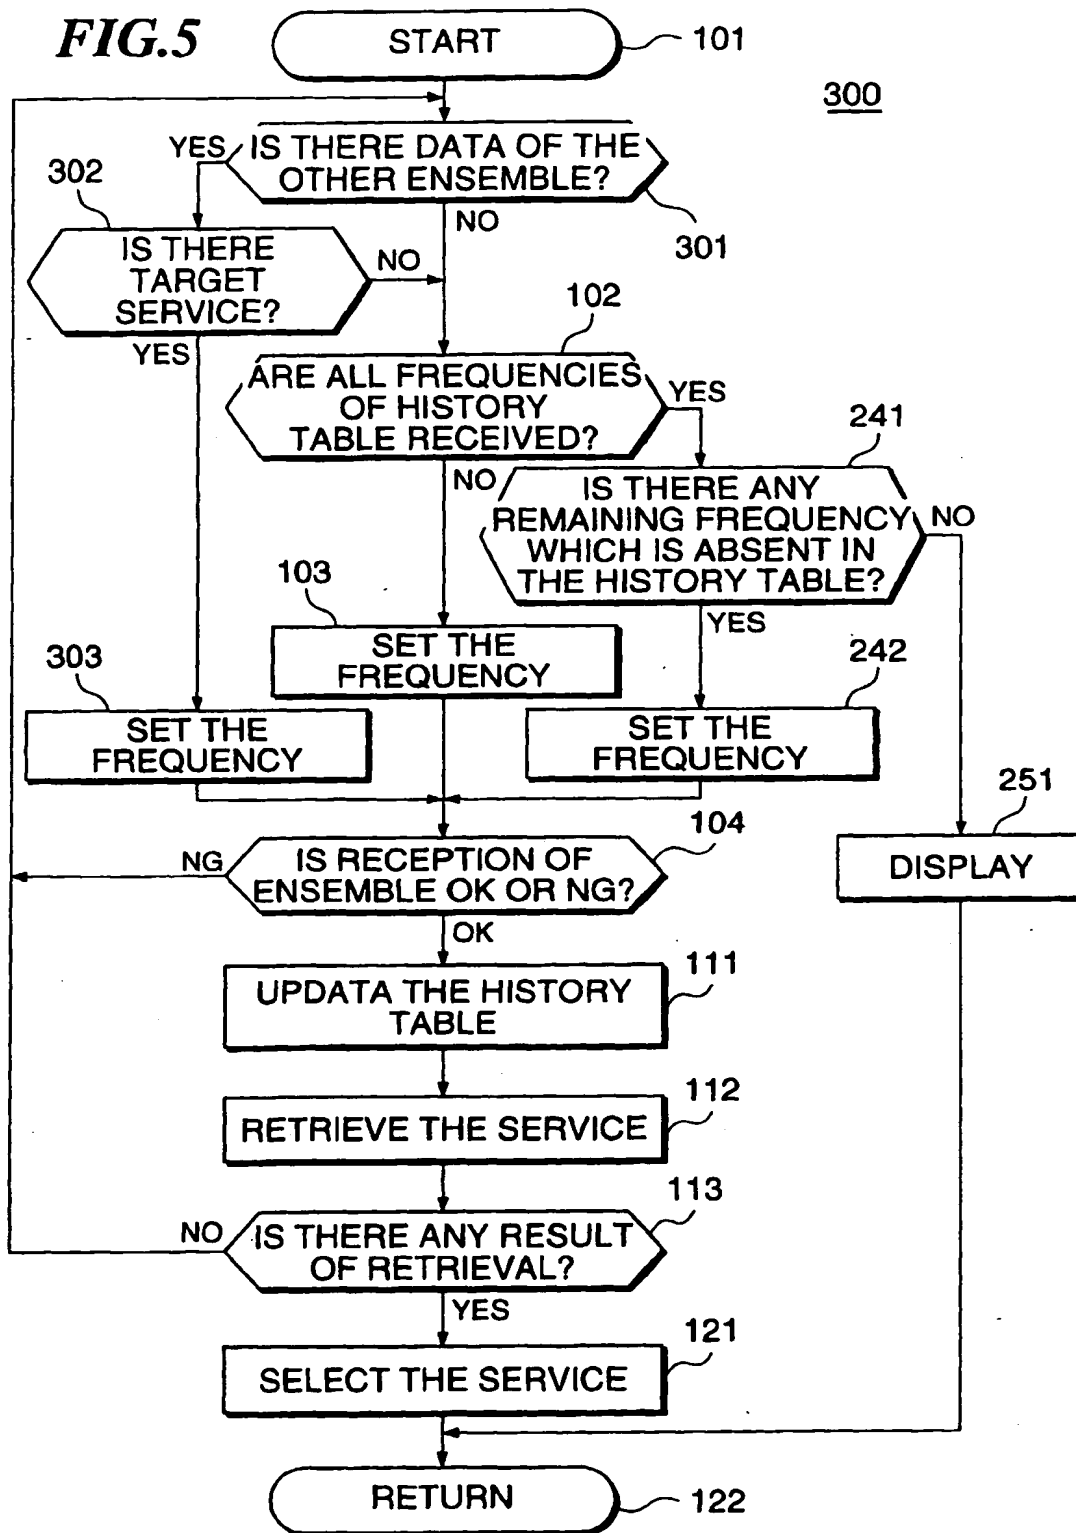 FIG.5
START
101
300
YES
IS THERE DATA OF THE
OTHER ENSEMBLE?
302
NO
301
IS THERE
TARGET
SERVICE?
NO
YES
102
ARE ALL FREQUENCIES
OF HISTORY
TABLE RECEIVED?
YES
241
NO
IS THERE ANY
REMAINING FREQUENCY
WHICH IS ABSENT IN
THE HISTORY TABLE?
NO
103
YES
SET THE
FREQUENCY
303
242
SET THE
FREQUENCY
SET THE
FREQUENCY
251
104
NG
IS RECEPTION OF
ENSEMBLE OK OR NG?
DISPLAY
OK
111
UPDATA THE HISTORY
TABLE
112
RETRIEVE THE SERVICE
113
NO
IS THERE ANY RESULT
OF RETRIEVAL?
YES
121
SELECT THE SERVICE
RETURN
122